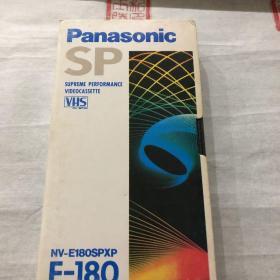 Panasonic
SP
SUPREME PERFORMANCE
VIDEOCASSETTE
VHS
NV-E180SPXP
E-180